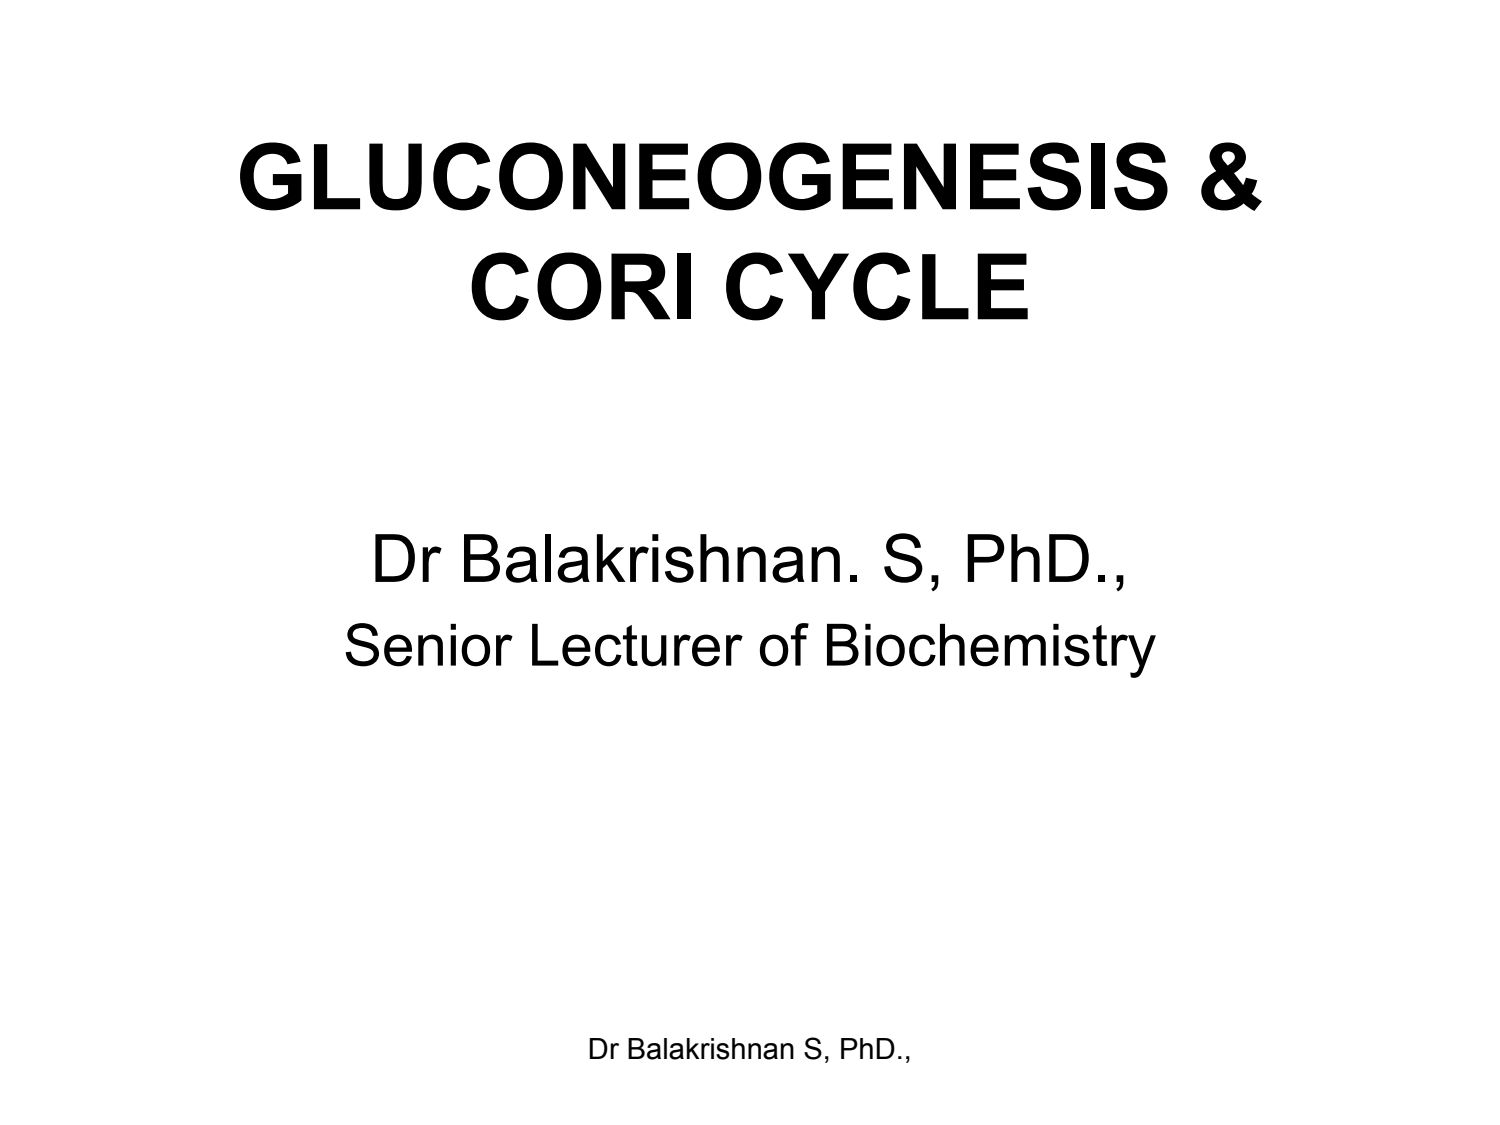 GLUCONEOGENESIS &
CORI CYCLE
Dr Balakrishnan. S, PhD.,
Senior Lecturer of Biochemistry
Dr Balakrishnan S, PhD.,